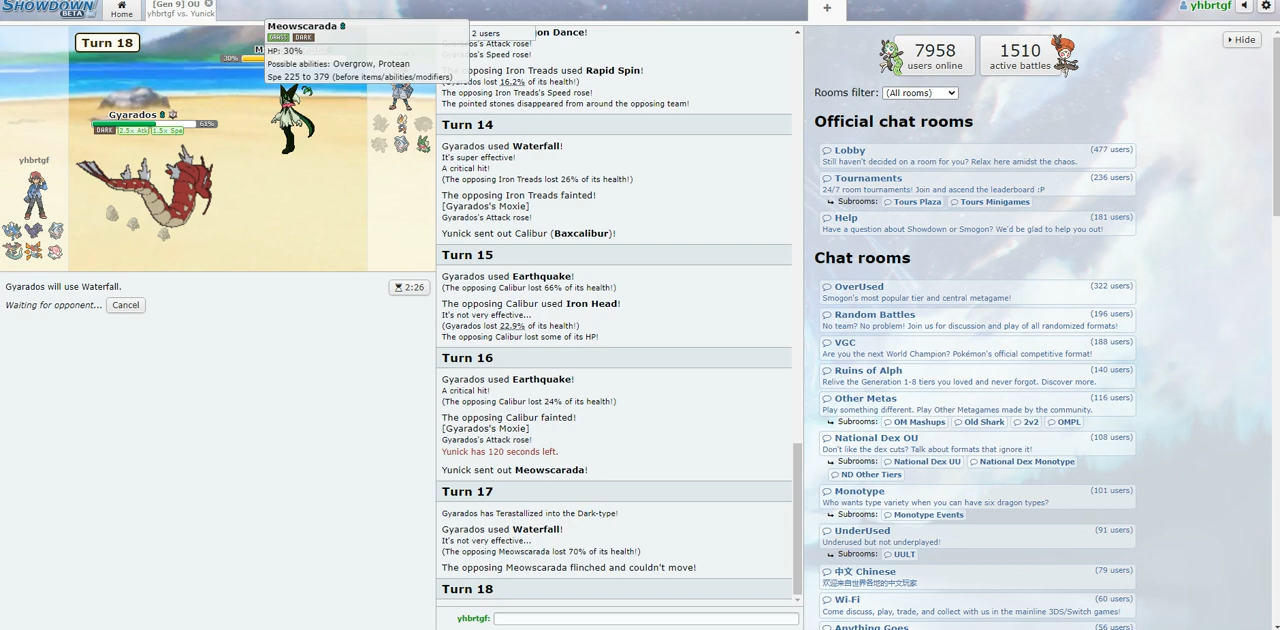 SHOWDOWN
BETA
Home
[Gen 9] OU
yhbrtgf vs. Yunick
+
yhbrtgf
Turn 18
30%
Meowscarada
GRASS DARK
HP: 30%
Possible abilities: Overgrow, Protean
Spe 225 to 379 (before items/abilities/modifiers)
Gyarados
61%
DARK 2.5× Atk 1.5× Spe
yhbrtgf
Gyarados will use Waterfall.
2:26
Waiting for opponent... Cancel
2 users
on Dance!
Gyarados's Attack rose!
Gyarados's Speed rose!
The opposing Iron Treads used Rapid Spin!
(Gyarados lost 16.2% of its health!)
The opposing Iron Treads's Speed rose!
The pointed stones disappeared from around the opposing team!
Turn 14
Gyarados used Waterfall!
It's super effective!
A critical hit!
(The opposing Iron Treads lost 26% of its health!)
The opposing Iron Treads fainted!
[Gyarados's Moxie]
Gyarados's Attack rose!
Yunick sent out Calibur (Baxcalibur)!
Turn 15
Gyarados used Earthquake!
(The opposing Calibur lost 66% of its health!)
The opposing Calibur used Iron Head!
It's not very effective...
(Gyarados lost 22.9% of its health!)
The opposing Calibur lost some of its HP!
Turn 16
Gyarados used Earthquake!
A critical hit!
(The opposing Calibur lost 24% of its health!)
The opposing Calibur fainted!
[Gyarados's Moxie]
Gyarados's Attack rose!
Yunick has 120 seconds left.
Yunick sent out Meowscarada!
Turn 17
Gyarados has Terastallized into the Dark-type!
Gyarados used Waterfall!
It's not very effective...
(The opposing Meowscarada lost 70% of its health!)
The opposing Meowscarada flinched and couldn't move!
Turn 18
yhbrtgf:
7958
users online
1510
active battles
Hide
Rooms filter: (All rooms)
Official chat rooms
Lobby (477 users)
Still haven't decided on a room for you? Relax here amidst the chaos.
Tournaments (236 users)
24/7 room tournaments! Join and ascend the leaderboard :P
Subrooms: Tours Plaza Tours Minigames
Help (181 users)
Have a question about Showdown or Smogon? We'd be glad to help you out!
Chat rooms
OverUsed (322 users)
Smogon's most popular tier and central metagame!
Random Battles (196 users)
No team? No problem! Join us for discussion and play of all randomized formats!
VGC (188 users)
Are you the next World Champion? Pokémon's official competitive format!
Ruins of Alph (140 users)
Relive the Generation 1-8 tiers you loved and never forgot. Discover more.
Other Metas (116 users)
Play something different. Play Other Metagames made by the community.
Subrooms: OM Mashups Old Shark 2v2 OMPL
National Dex OU (108 users)
Don't like the dex cuts? Talk about formats that ignore it!
Subrooms: National Dex UU National Dex Monotype
ND Other Tiers
Monotype (101 users)
Who wants type variety when you can have six dragon types?
Subrooms: Monotype Events
UnderUsed (91 users)
Underused but not underplayed!
Subrooms: UULT
中文 Chinese (79 users)
欢迎来自世界各地的中文玩家
Wi-Fi (60 users)
Come discuss, play, trade, and collect with us in the mainline 3DS/Switch games!
Anything Goes (56 users)